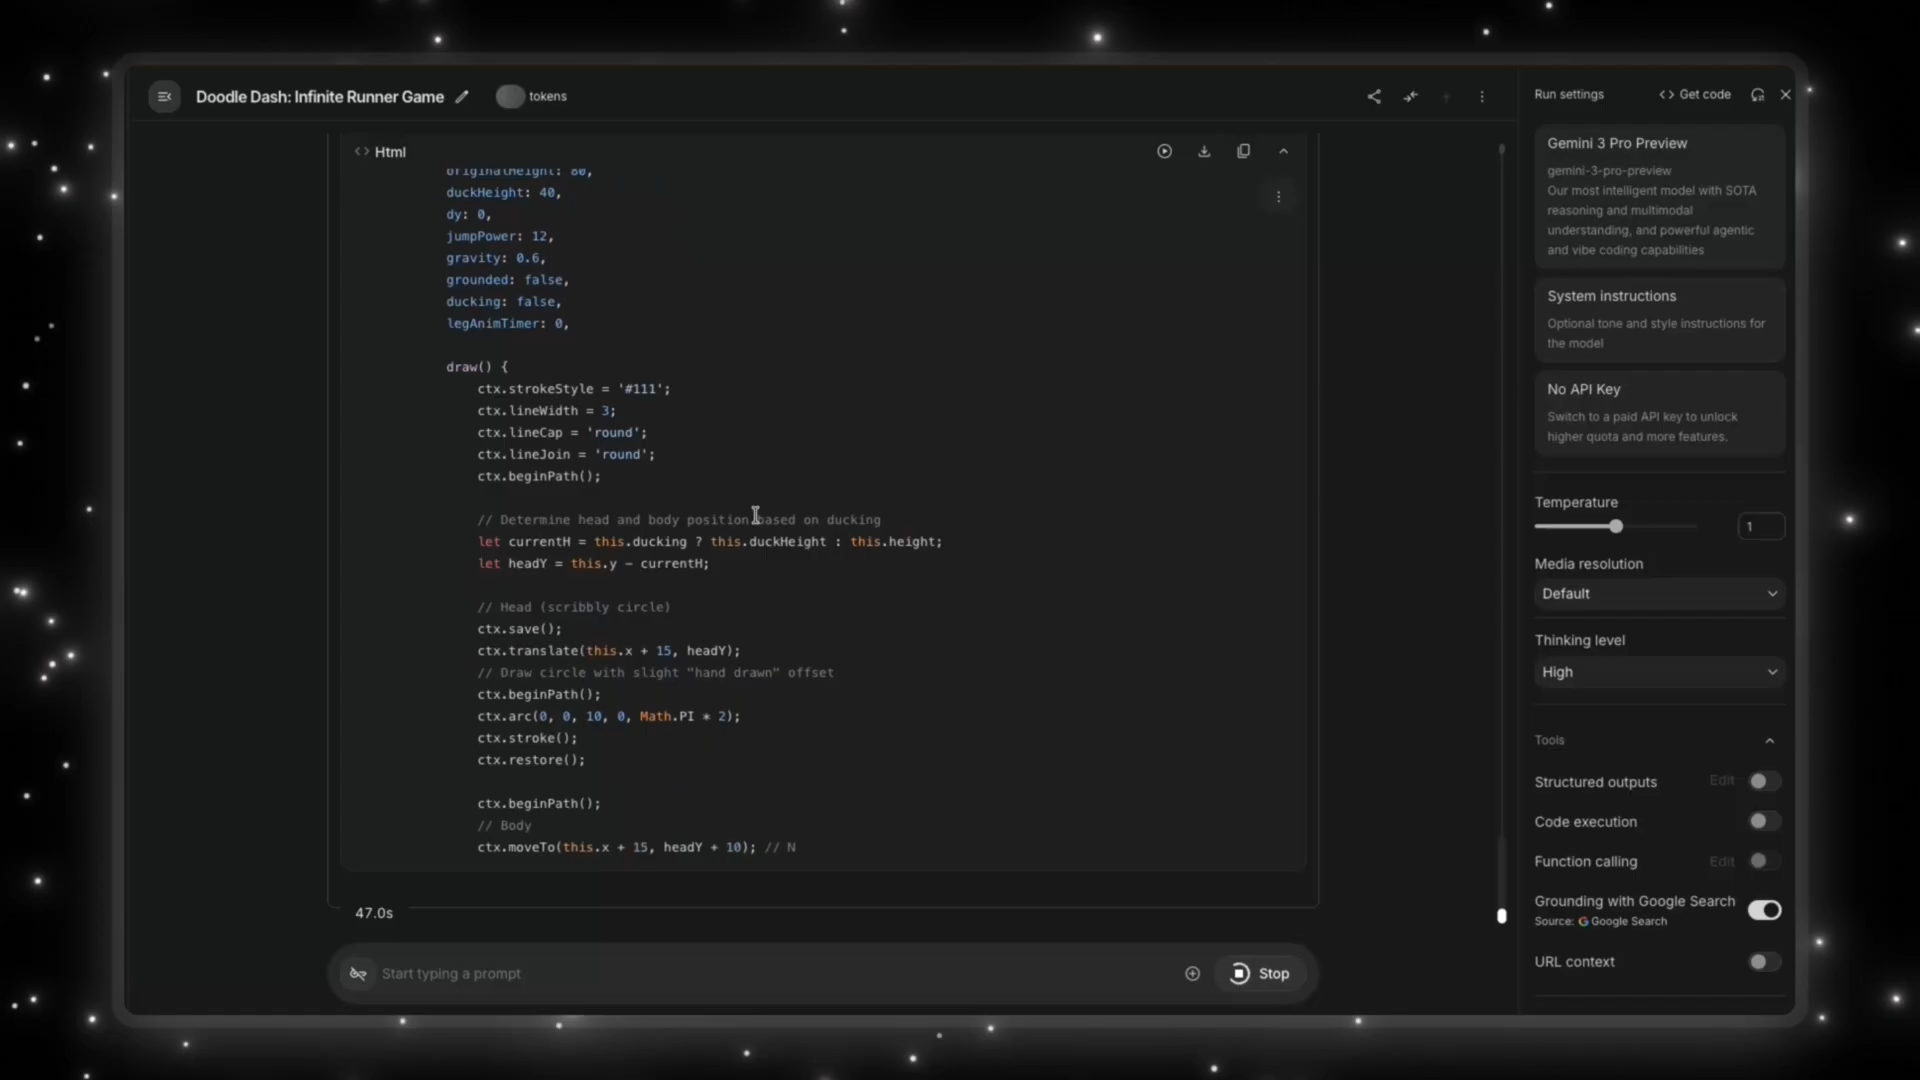 Doodle Dash: Infinite Runner Game
tokens
Html
originalHeight: 80,
duckHeight: 40,
dy: 0,
jumpPower: 12,
gravity: 0.6,
grounded: false,
ducking: false,
legAnimTimer: 0,
draw() {
ctx.strokeStyle = '#111';
ctx.lineWidth = 3;
ctx.lineCap = 'round';
ctx.lineJoin = 'round';
ctx.beginPath();
// Determine head and body position based on ducking
let currentH = this.ducking ? this.duckHeight : this.height;
let headY = this.y - currentH;
// Head (scribbly circle)
ctx.save();
ctx.translate(this.x + 15, headY);
// Draw circle with slight "hand drawn" offset
ctx.beginPath();
ctx.arc(0, 0, 10, 0, Math.PI * 2);
ctx.stroke();
ctx.restore();
ctx.beginPath();
// Body
ctx.moveTo(this.x + 15, headY + 10); // N
47.0s
Start typing a prompt
Stop
Run settings
<> Get code
Gemini 3 Pro Preview
gemini-3-pro-preview
Our most intelligent model with SOTA
reasoning and multimodal
understanding, and powerful agentic
and vibe coding capabilities
System instructions
Optional tone and style instructions for
the model
No API Key
Switch to a paid API key to unlock
higher quota and more features.
Temperature
1
Media resolution
Default
Thinking level
High
Tools
Structured outputs
Edit
Code execution
Function calling
Edit
Grounding with Google Search
Source: Google Search
URL context